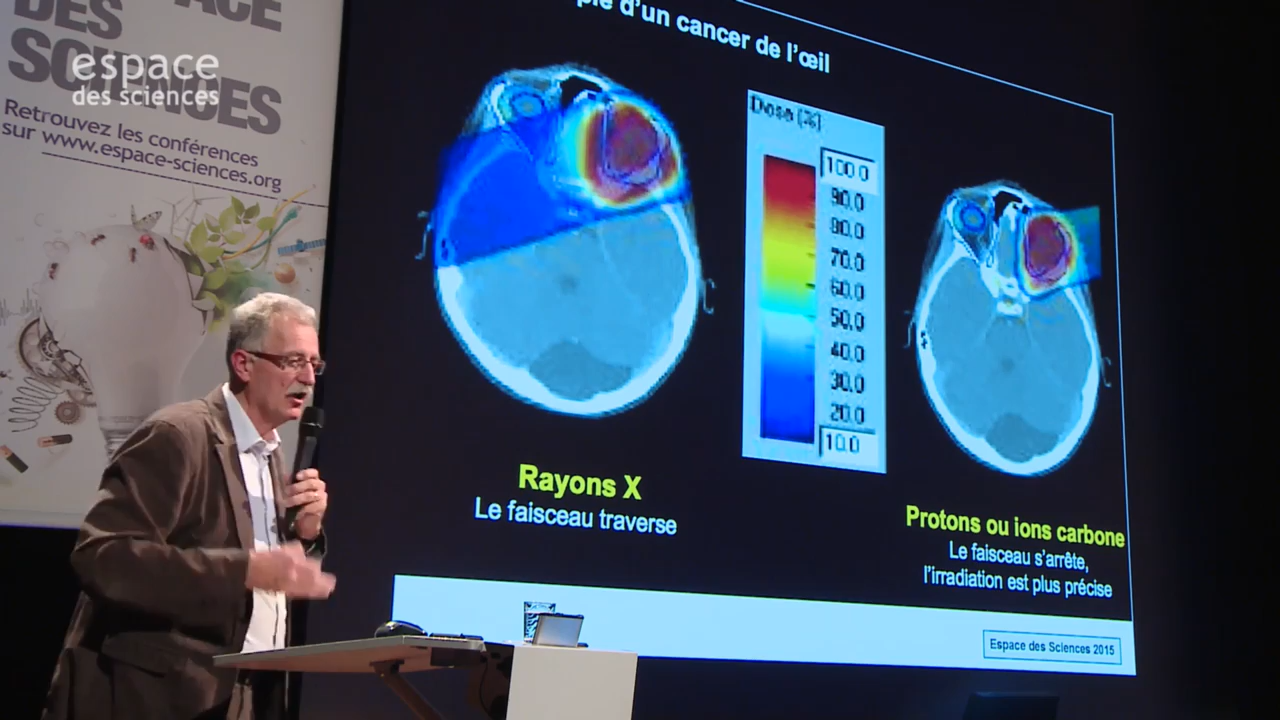 DES
SCIENCES
espace
des sciences
Retrouvez les conférences
sur www.espace-sciences.org
d'un cancer de l'œil
Dose (%)
100.0
90.0
80.0
70.0
60.0
50.0
40.0
30.0
20.0
10.0
Rayons X
Le faisceau traverse
Protons ou ions carbone
Le faisceau s'arrête,
l'irradiation est plus précise
Espace des Sciences 2015